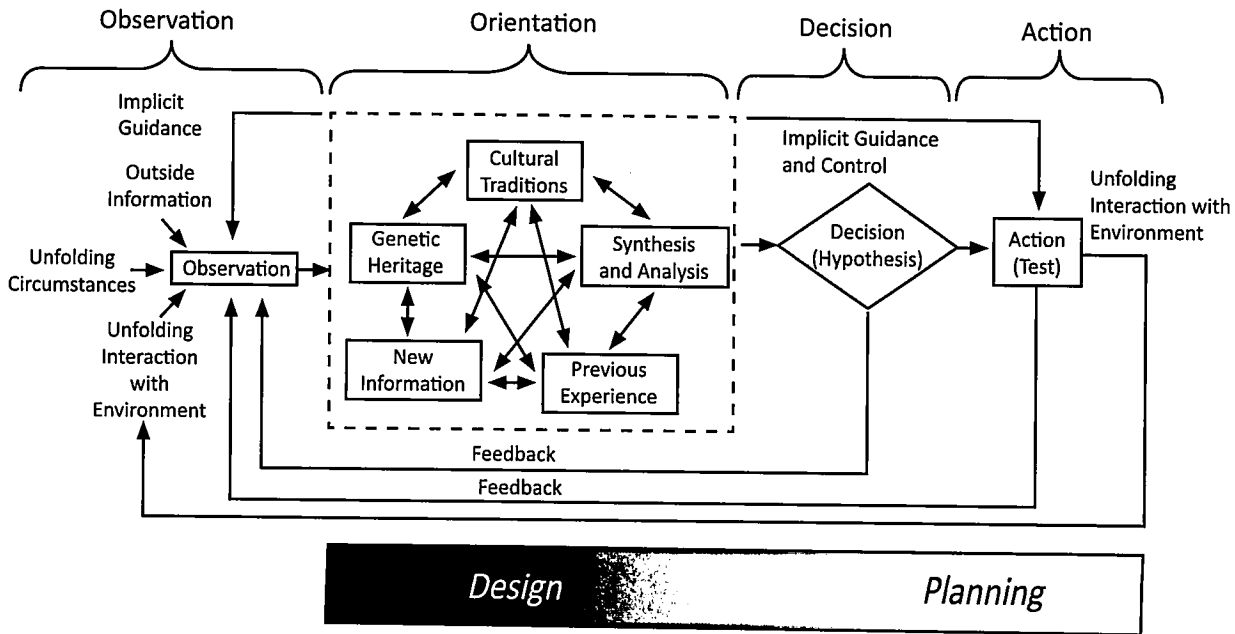 Observation
Orientation
Decision
Action
Implicit
Guidance
Outside
Information
Unfolding
Circumstances
Observation
Unfolding
Interaction
with
Environment
Cultural
Traditions
Genetic
Heritage
Synthesis
and Analysis
New
Information
Previous
Experience
Implicit Guidance
and Control
Decision
(Hypothesis)
Action
(Test)
Unfolding
Interaction with
Environment
Feedback
Feedback
Design
Planning